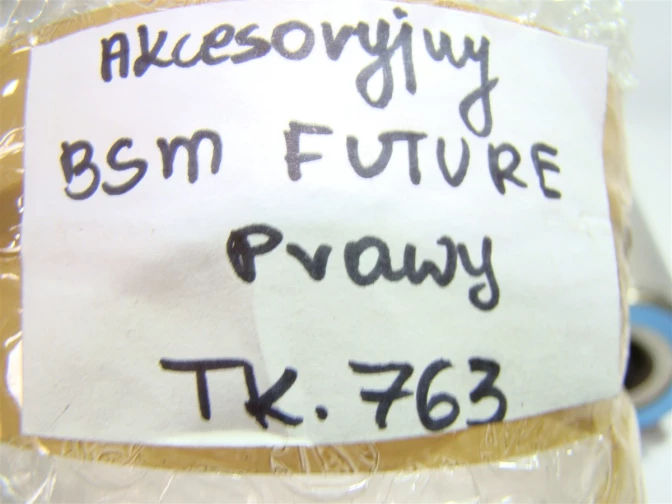 Akcesoryjny
BSM FUTURE
Prawy
TK. 763